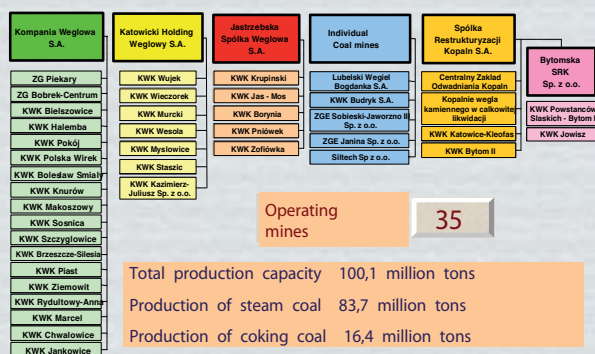 Kompania Weglowa
S.A.
ZG Piekary
ZG Bobrek-Centrum
KWK Bielszowice
KWK Halemba
KWK Pokój
KWK Polska Wirek
KWK Bolesław Smialy
KWK Knurów
KWK Makoszowy
KWK Sosnica
KWK Szczyglowice
KWK Brzeszcze-Silesia
KWK Piast
KWK Ziemowit
KWK Rydultowy-Anna
KWK Marcel
KWK Chwalowice
KWK Jankowice
Katowicki Holding
Weglowy S.A.
KWK Wujek
KWK Wieczorek
KWK Murcki
KWK Wesola
KWK Myslowice
KWK Staszic
KWK Kazimierz-
Juliusz Sp. z o.o.
Jastrzebska
Spólka Weglowa
S.A.
KWK Krupinski
KWK Jas - Mos
KWK Borynia
KWK Pniówek
KWK Zofiówka
Individual
Coal mines
Lubelski Wegiel
Bogdanka S.A.
KWK Budryk S.A.
ZGE Sobieski-Jaworzno III
Sp. z o.o.
ZGE Janina Sp. z o.o.
Siltech Sp z o.o.
Spólka
Restrukturyzacji
Kopaln S.A.
Centralny Zaklad
Odwadniania Kopaln
Kopalnie wegla
kamiennego w calkowitej
likwidacji
KWK Katowice-Kleofas
KWK Bytom II
Bytomska
SRK
Sp. z o.o.
KWK Powstanców
Slaskich - Bytom I
KWK Jowisz
Operating
mines
35
Total production capacity 100,1 million tons
Production of steam coal 83,7 million tons
Production of coking coal 16,4 million tons